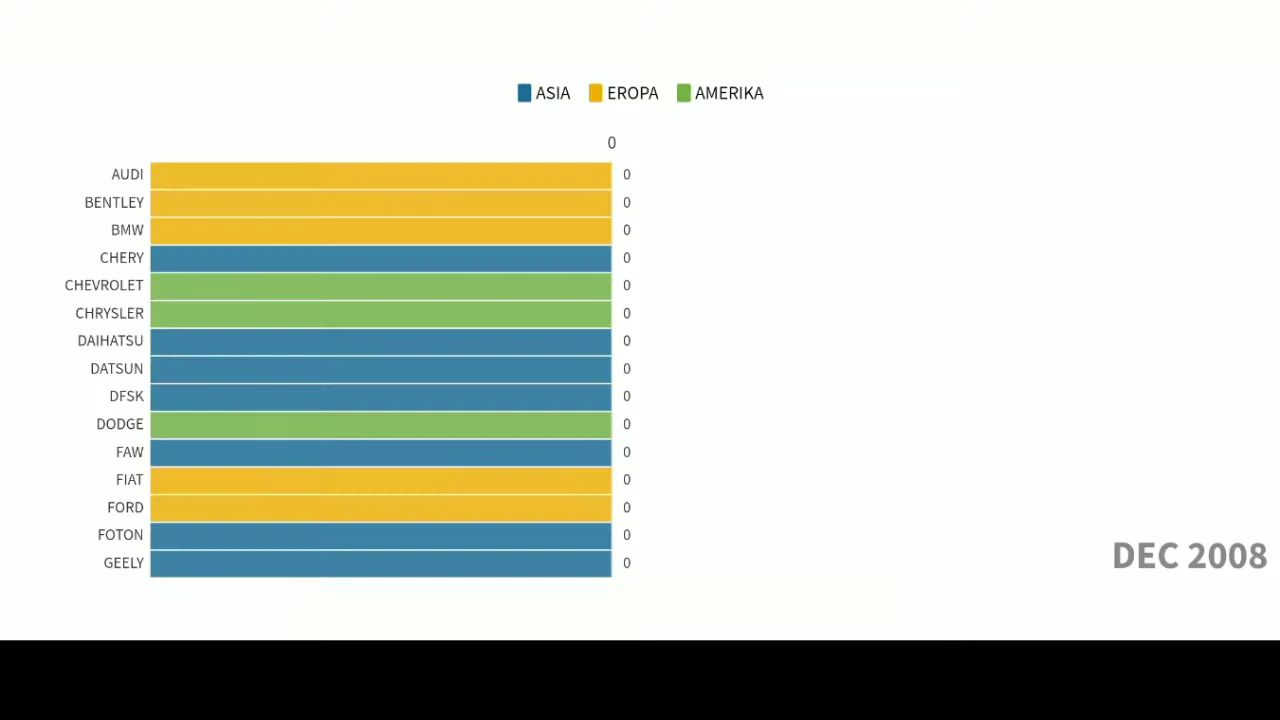 ASIA EROPA AMERIKA
0
AUDI 0
BENTLEY 0
BMW 0
CHERY 0
CHEVROLET 0
CHRYSLER 0
DAIHATSU 0
DATSUN 0
DFSK 0
DODGE 0
FAW 0
FIAT 0
FORD 0
FOTON 0
GEELY 0
DEC 2008